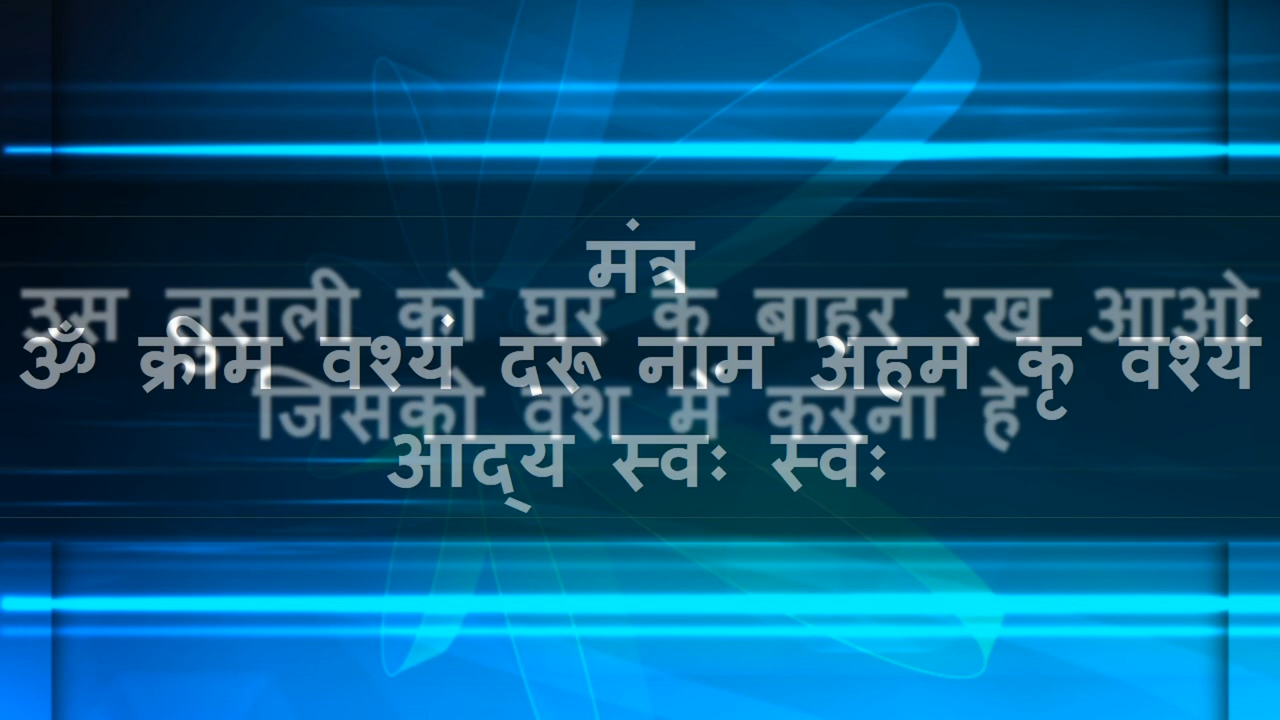 मंत्र
उस तसली को घर के बाहर रख आओ
ॐ क्रीम वश्यं दरू नाम अहम कृ वश्यं
जिसको वश में करना हे
आद्य स्वः स्वः